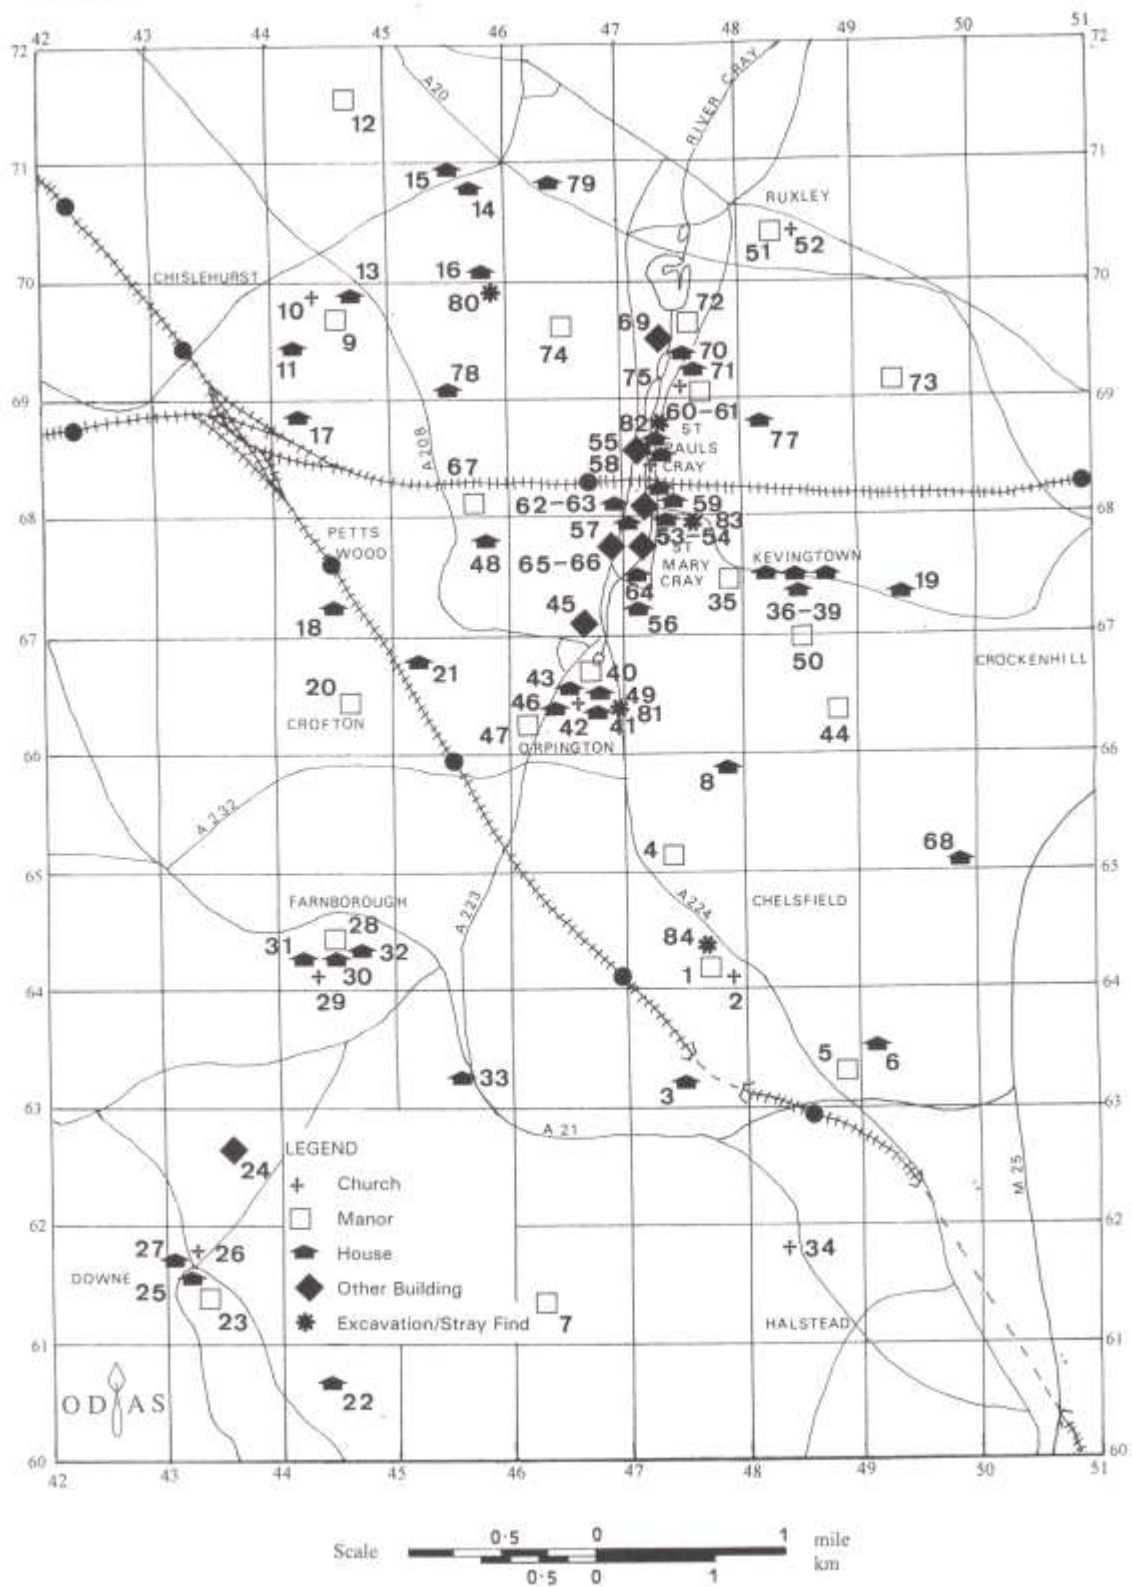 42 43 44 45 46 47 48 49 50 51
72 72
A20
RIVER CRAY
12
71 71
15 14 79
RUXLEY
51 52
CHISLEHURST
13
16
80
70 70
10
9
11
74
69
72
70
71
75
73
78
60-61
69 69
82
ST
PAULS
CRAY
77
17
A208
55
58
67
62-63
59
68 68
57
83
53-54
PETTS
WOOD
48
65-66
ST
MARY
CRAY
KEVINGTOWN
64
35
36-39
19
18
45
56
67 67
50
CROCKENHILL
21
43
40
20
46
49
CROFTON
47
42
41
81
44
ORPINGTON
66 66
8
A 232
4
68
65 65
FARNBOROUGH
A 223
A224
CHELSFIELD
28
31
32
84
30
1
2
64 64
29
5
6
33
3
63 63
A 21
LEGEND
24
Church
M 25
Manor
62 62
27
26
House
34
DOWNE
25
Other Building
23
Excavation/Stray Find
7
HALSTEAD
61 61
OD AS
22
60 60
42 43 44 45 46 47 48 49 50 51
0·5 0 1 mile
Scale
km
0·5 0 1